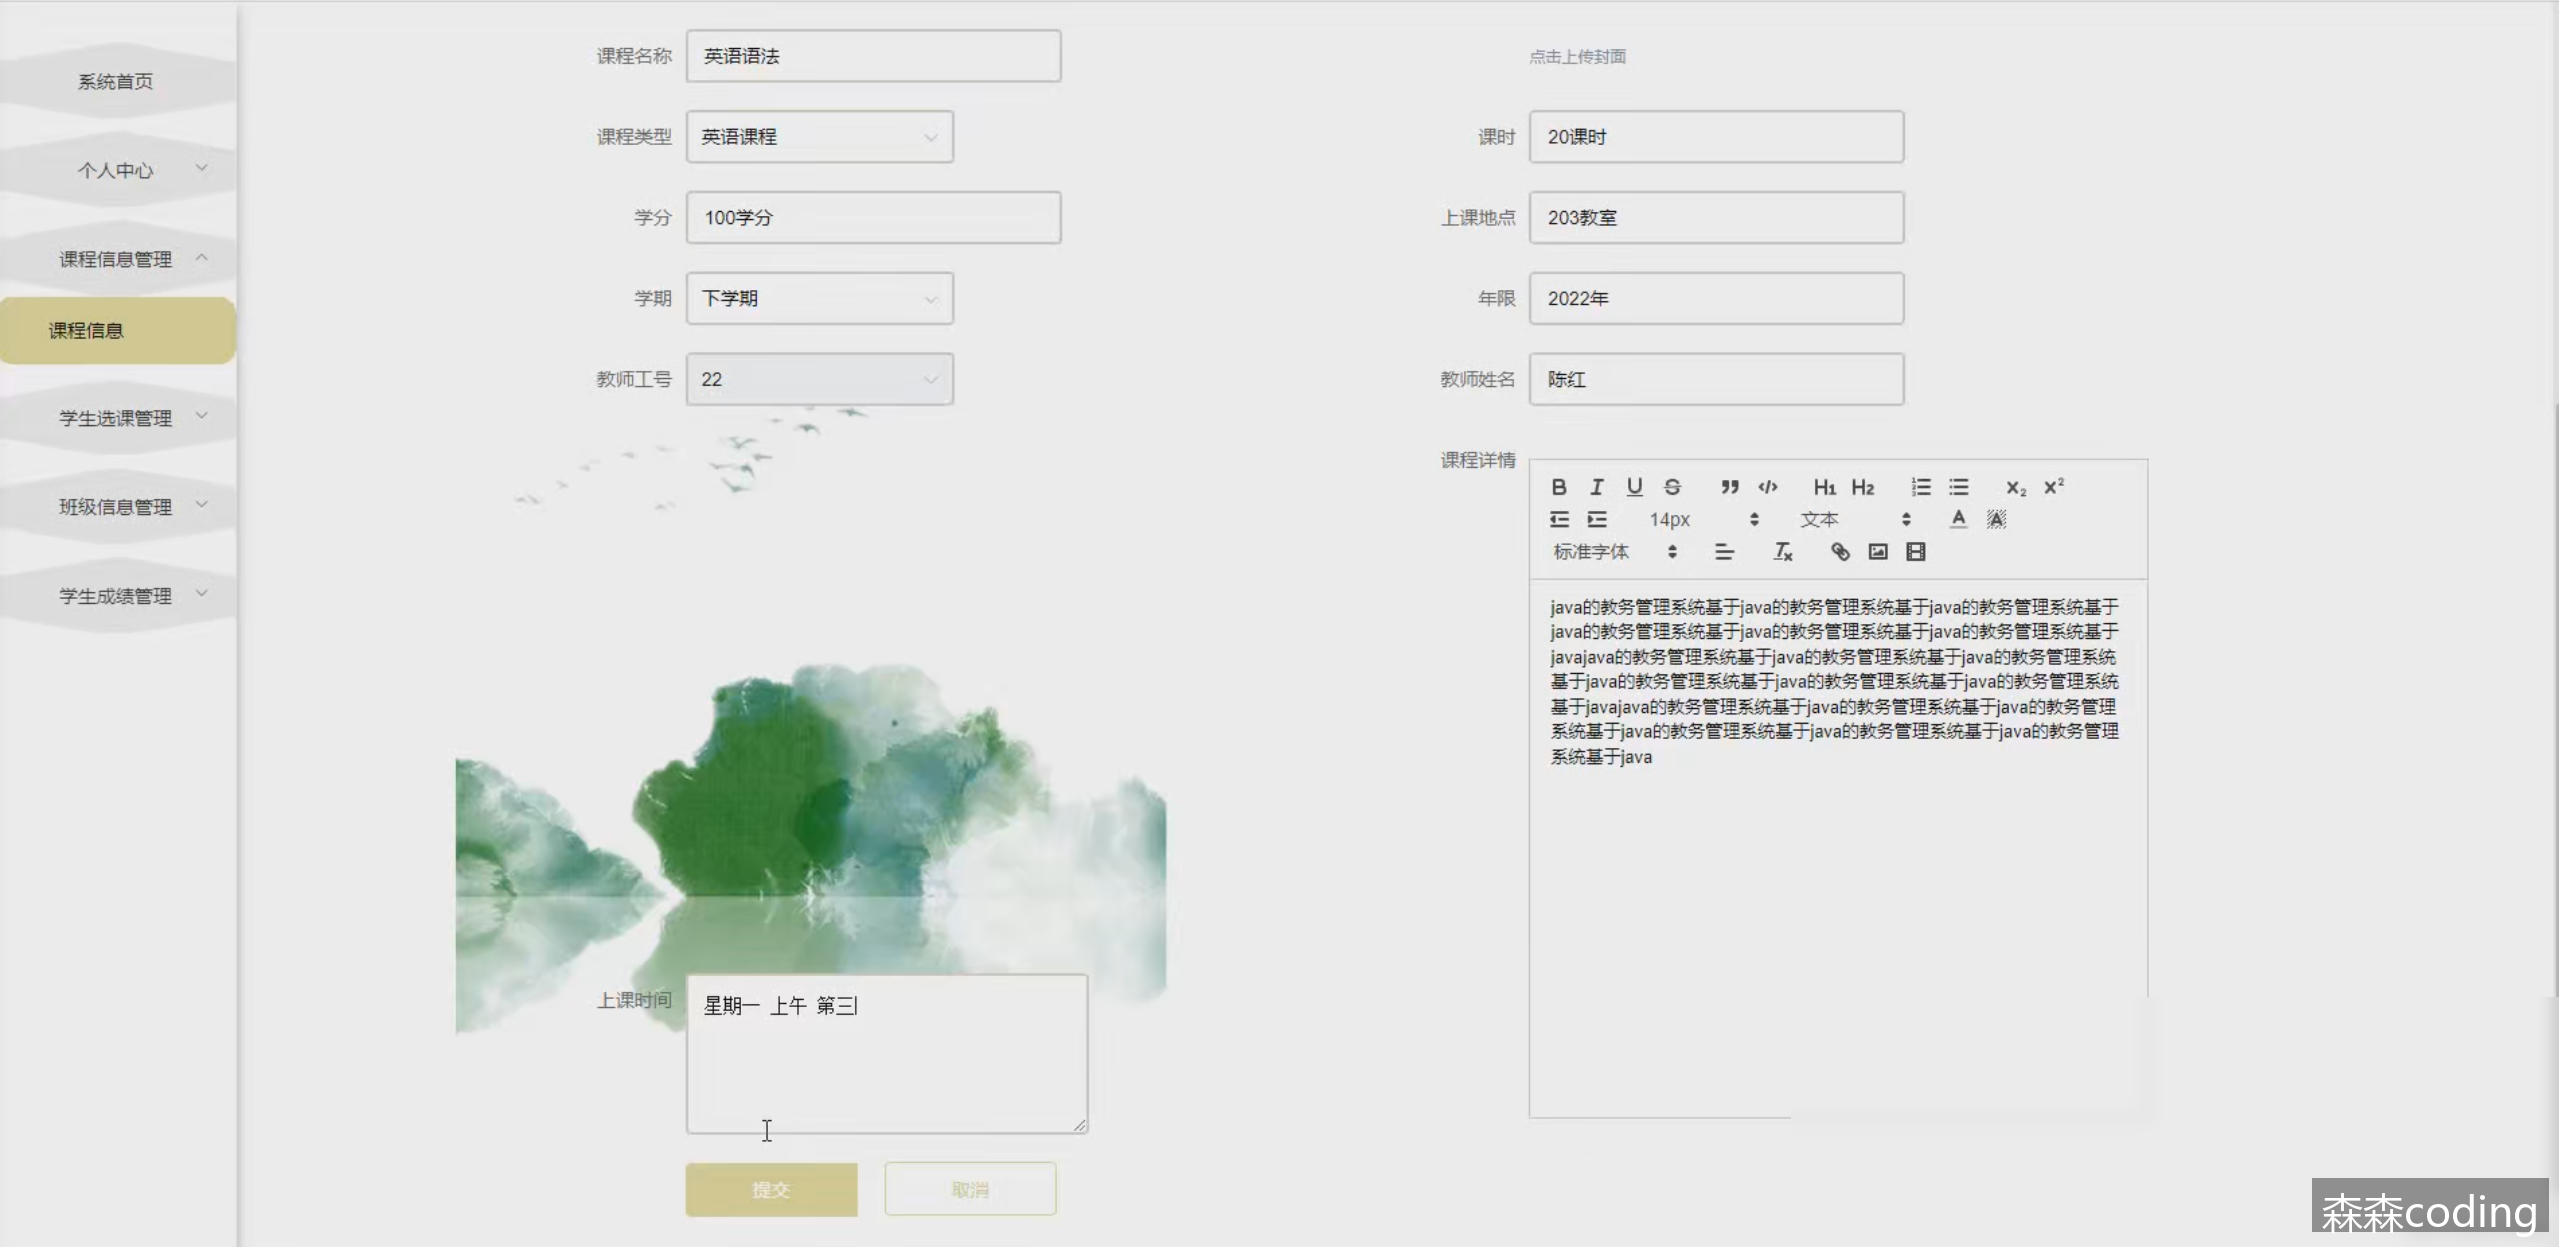 系统首页
个人中心
课程信息管理
课程信息
学生选课管理
班级信息管理
学生成绩管理
课程名称 英语语法
点击上传封面
课程类型 英语课程
课时 20课时
学分 100学分
上课地点 203教室
学期 下学期
年限 2022年
教师工号 22
教师姓名 陈红
课程详情
B I U S H1 H2 X2 X2
14px 文本 A A
标准字体 Tx
java的教务管理系统基于java的教务管理系统基于java的教务管理系统基于
java的教务管理系统基于java的教务管理系统基于java的教务管理系统基于
javajava的教务管理系统基于java的教务管理系统基于java的教务管理系统
基于java的教务管理系统基于java的教务管理系统基于java的教务管理系统
基于javajava的教务管理系统基于java的教务管理系统基于java的教务管理
系统基于java的教务管理系统基于java的教务管理系统基于java的教务管理
系统基于java
上课时间 星期一 上午 第三
提交 取消
森森coding